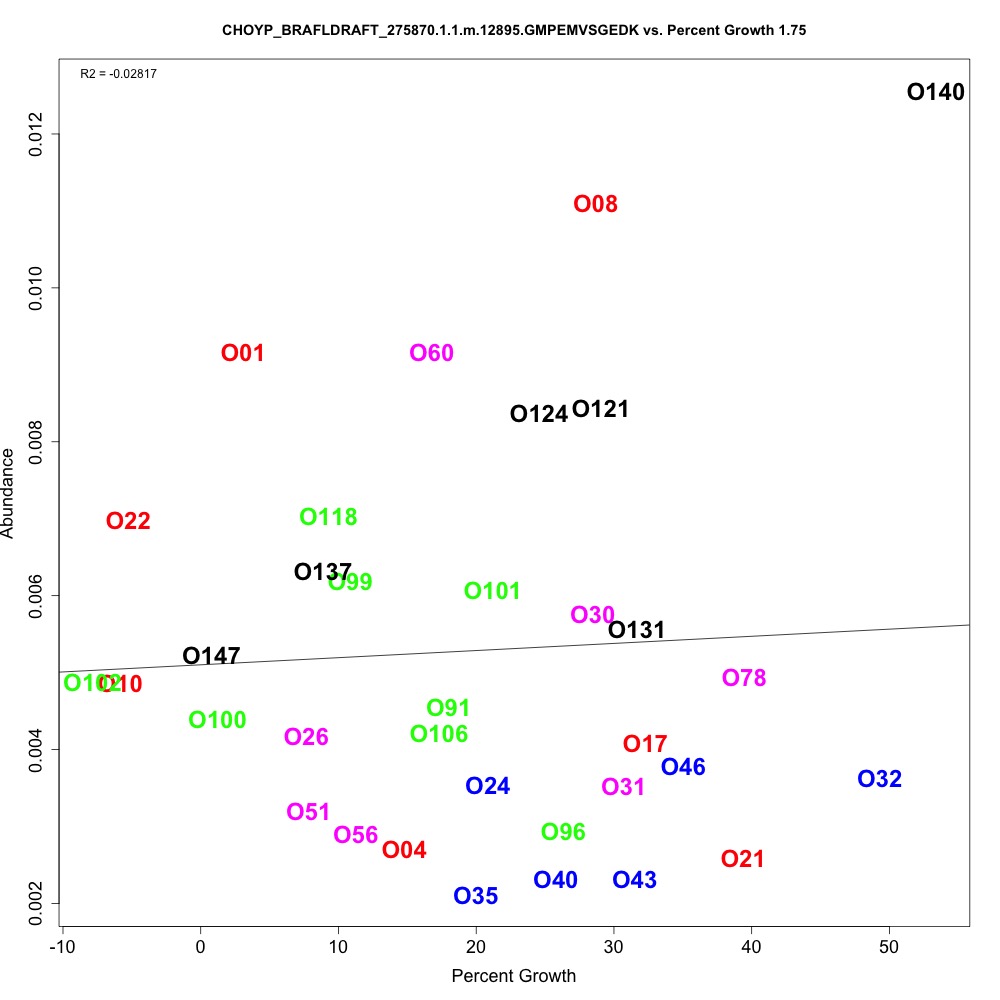 CHOYP_BRAFLDRAFT_275870.1.1.m.12895.GMPEMVSGEDK vs. Percent Growth 1.75
R2 = -0.02817
O140
0.012
O08
0.010
O01
O60
O124
O121
0.008
Abundance
O22
O118
O137
O99
0.006
O101
O30
O131
O147
O102
O10
O78
O100
O91
O106
O26
0.004
O17
O46
O32
O24
O31
O51
O56
O96
O04
O21
O40
O43
O35
0.002
-10 0 10 20 30 40 50
Percent Growth